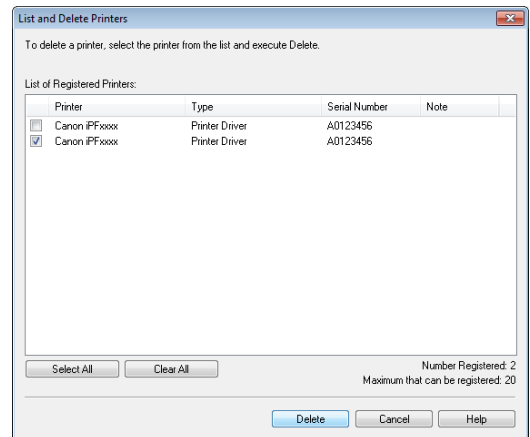 List and Delete Printers
To delete a printer, select the printer from the list and execute Delete.
List of Registered Printers:
Printer Type Serial Number Note
Canon iPFxxxx Printer Driver A0123456
Canon iPFxxxx Printer Driver A0123456
Select All Clear All Number Registered: 2
Maximum that can be registered: 20
Delete Cancel Help